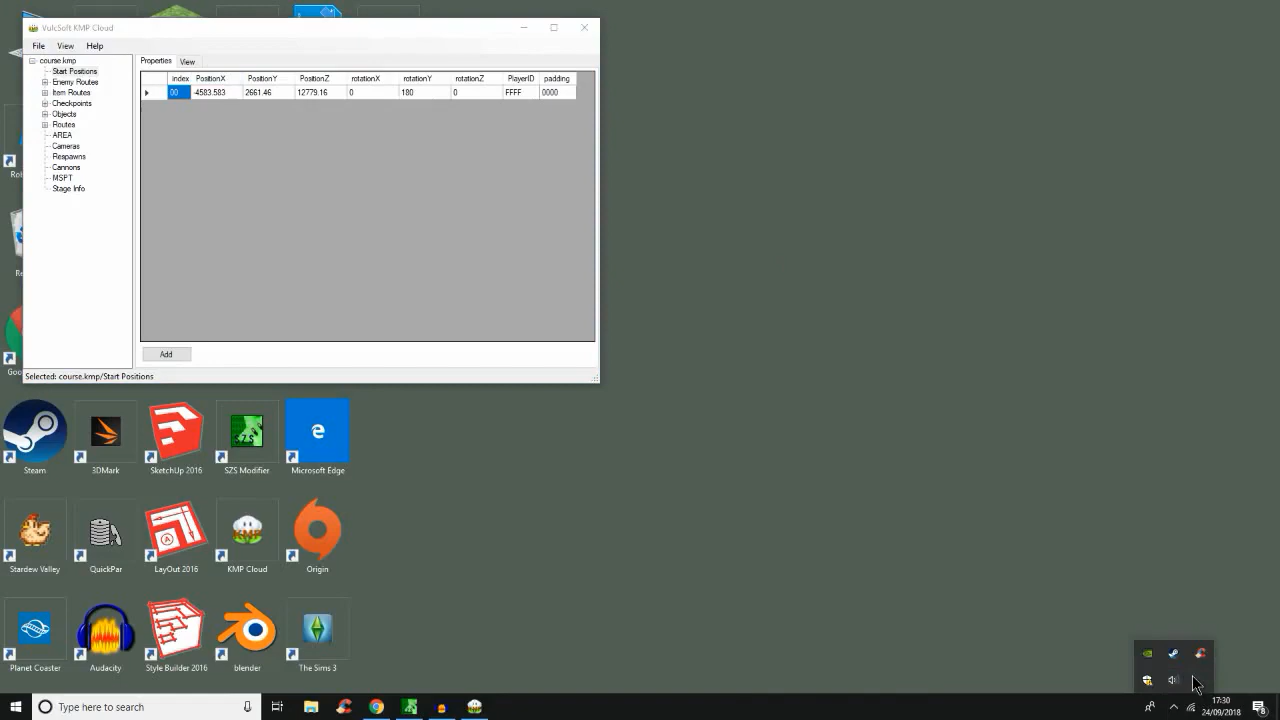 VulcSoft KMP Cloud
File View Help
course.kmp
Start Positions
Enemy Routes
Item Routes
Checkpoints
Objects
Routes
AREA
Cameras
Respawns
Cannons
MSPT
Stage Info
Properties View
index PositionX PositionY PositionZ rotationX rotationY rotationZ PlayerID padding
00 -4583.583 2661.46 12779.16 0 180 0 FFFF 0000
Add
Selected: course.kmp/Start Positions
Steam 3DMark SketchUp 2016 SZS Modifier Microsoft Edge
Stardew Valley QuickPar LayOut 2016 KMP Cloud Origin
Planet Coaster Audacity Style Builder 2016 blender The Sims 3
Type here to search
17:30
24/09/2018